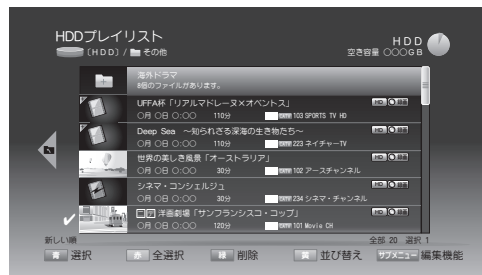 HDDプレイリスト
(HDD) / その他
HDD
空き容量 ○○○GB
海外ドラマ
8個のファイルがあります。
UFFA杯「リアルマドレーヌ×オベントス」
○月 ○日 ○:○○ 110分 103 SPORTS TV HD
HD 録画
Deep Sea ～知られざる深海の生き物たち～
○月 ○日 ○:○○ 110分 223 ネイチャーTV
HD 録画
世界の美しき風景「オーストラリア」
○月 ○日 ○:○○ 30分 102 アースチャンネル
HD 録画
シネマ・コンシェルジュ
○月 ○日 ○:○○ 30分 234 シネマ・チャンネル
HD 録画
洋画劇場「サンフランシスコ・コップ」
○月 ○日 ○:○○ 120分 101 Movie CH
HD 録画
新しい順
全部 20 選択 1
青 選択 赤 全選択 緑 削除 黄 並び替え サブメニュー 編集機能